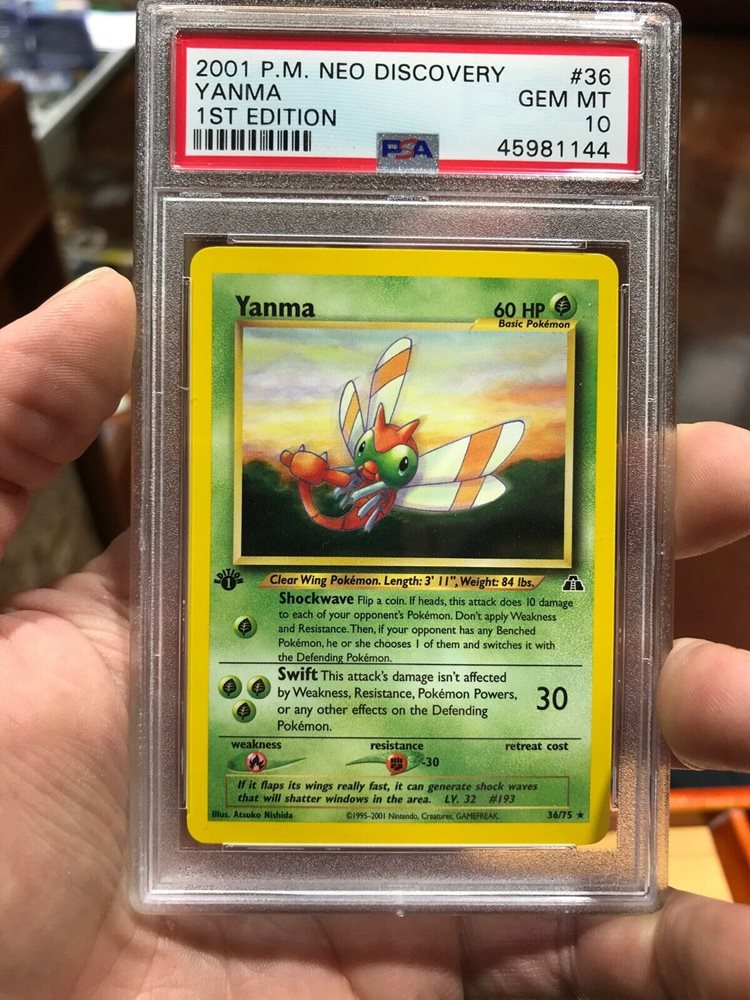 2001 P.M. NEO DISCOVERY #36
YANMA GEM MT
1ST EDITION 10
PSA 45981144
Yanma 60 HP
Basic Pokémon
EDITION 1
Clear Wing Pokémon. Length: 3' 11", Weight: 84 lbs.
Shockwave Flip a coin. If heads, this attack does 10 damage
to each of your opponent's Pokémon. Don't apply Weakness
and Resistance. Then, if your opponent has any Benched
Pokémon, he or she chooses 1 of them and switches it with
the Defending Pokémon.
Swift This attack's damage isn't affected
by Weakness, Resistance, Pokémon Powers, 30
or any other effects on the Defending
Pokémon.
weakness resistance retreat cost
-30
If it flaps its wings really fast, it can generate shock waves
that will shatter windows in the area. LV. 32 #193
Illus. Atsuko Nishida ©1995-2001 Nintendo, Creatures, GAMEFREAK. 36/75 ★